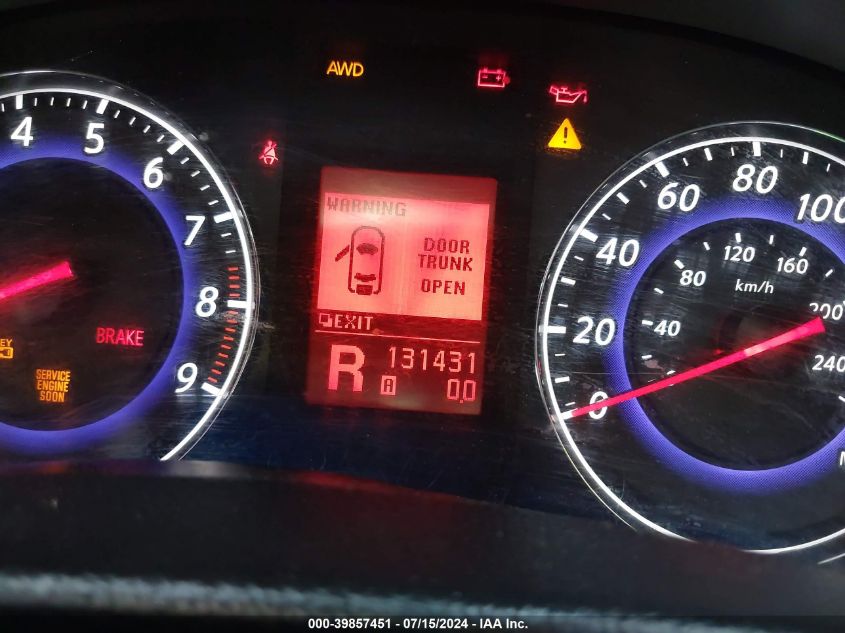 AWD
4 5 6 7 8 9
KEY
BRAKE
SERVICE
ENGINE
SOON
WARNING
DOOR
TRUNK
OPEN
EXIT
R
131431
A 0.0
0 20 40 60 80 100
40 80 120 160 200 240
km/h
000-39857451 - 07/15/2024 - IAA Inc.